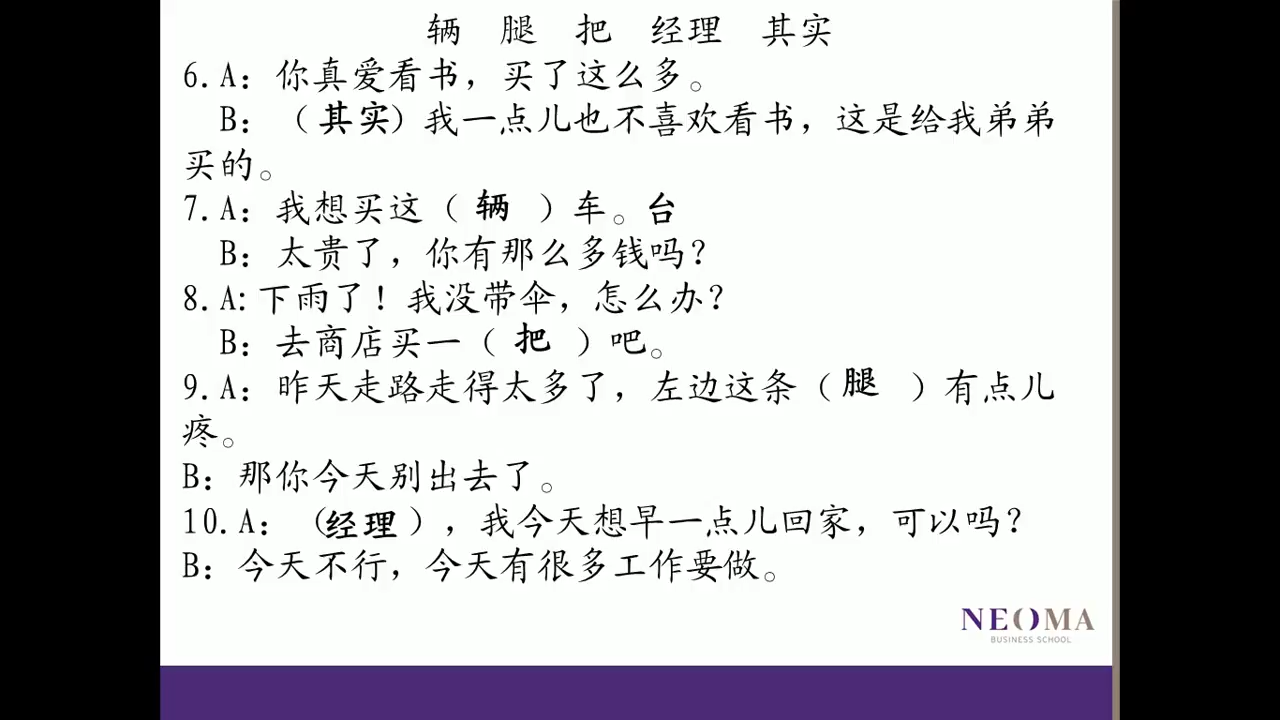 辆 腿 把 经理 其实
6.A：你真爱看书，买了这么多。
B：（其实）我一点儿也不喜欢看书，这是给我弟弟
买的。
7.A：我想买这（ 辆 ）车。台
B：太贵了，你有那么多钱吗？
8.A:下雨了！我没带伞，怎么办？
B：去商店买一（ 把 ）吧。
9.A：昨天走路走得太多了，左边这条（ 腿 ）有点儿
疼。
B：那你今天别出去了。
10.A：（经理），我今天想早一点儿回家，可以吗？
B：今天不行，今天有很多工作要做。
NEOMA
BUSINESS SCHOOL